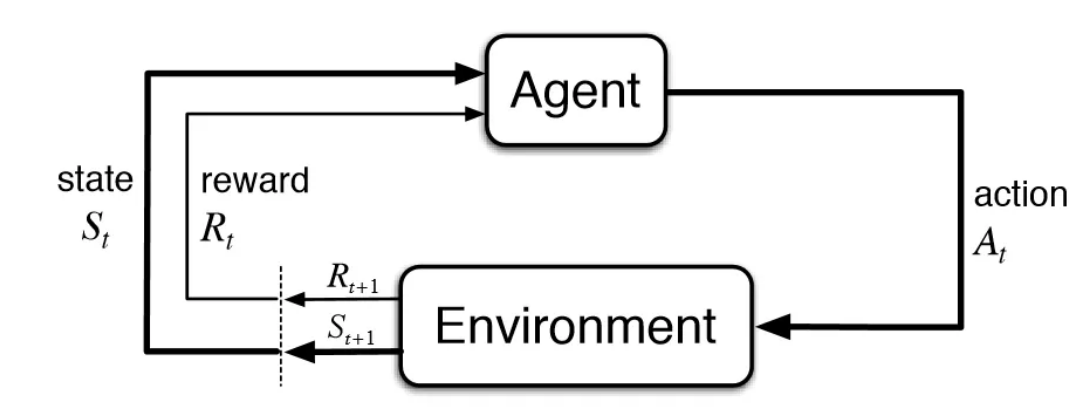 Agent
state
S_t
reward
R_t
action
A_t
R_{t+1}
S_{t+1}
Environment